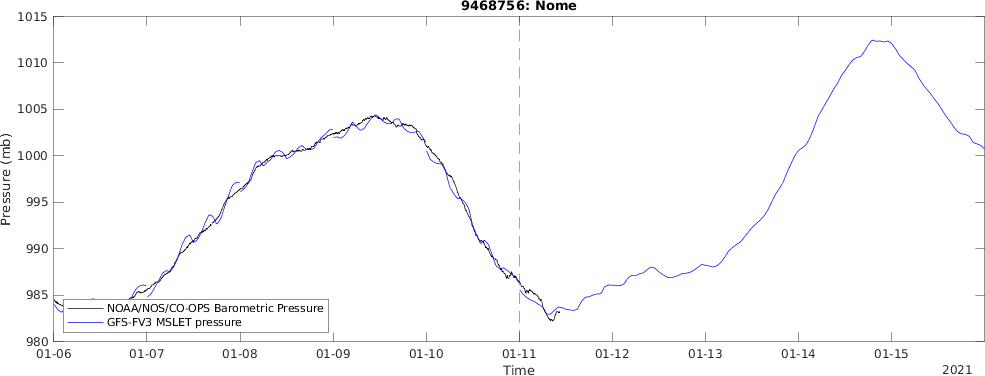 9468756: Nome
1015
1010
1005
1000
995
990
985
980
Pressure (mb)
NOAA/NOS/CO-OPS Barometric Pressure
GFS-FV3 MSLET pressure
01-06 01-07 01-08 01-09 01-10 01-11 01-12 01-13 01-14 01-15
Time
2021